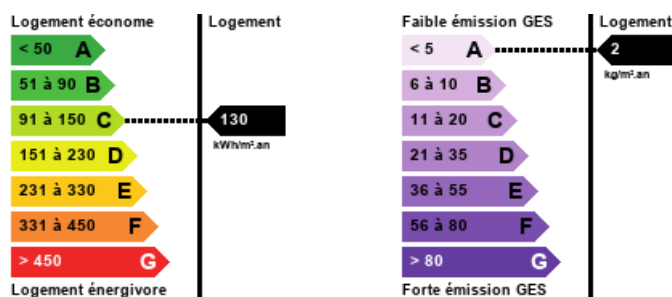 Logement économe
Logement
< 50 A
51 à 90 B
91 à 150 C
130
kWh/m².an
151 à 230 D
231 à 330 E
331 à 450 F
> 450 G
Logement énergivore
Faible émission GES
Logement
< 5 A
2
kg/m².an
6 à 10 B
11 à 20 C
21 à 35 D
36 à 55 E
56 à 80 F
> 80 G
Forte émission GES